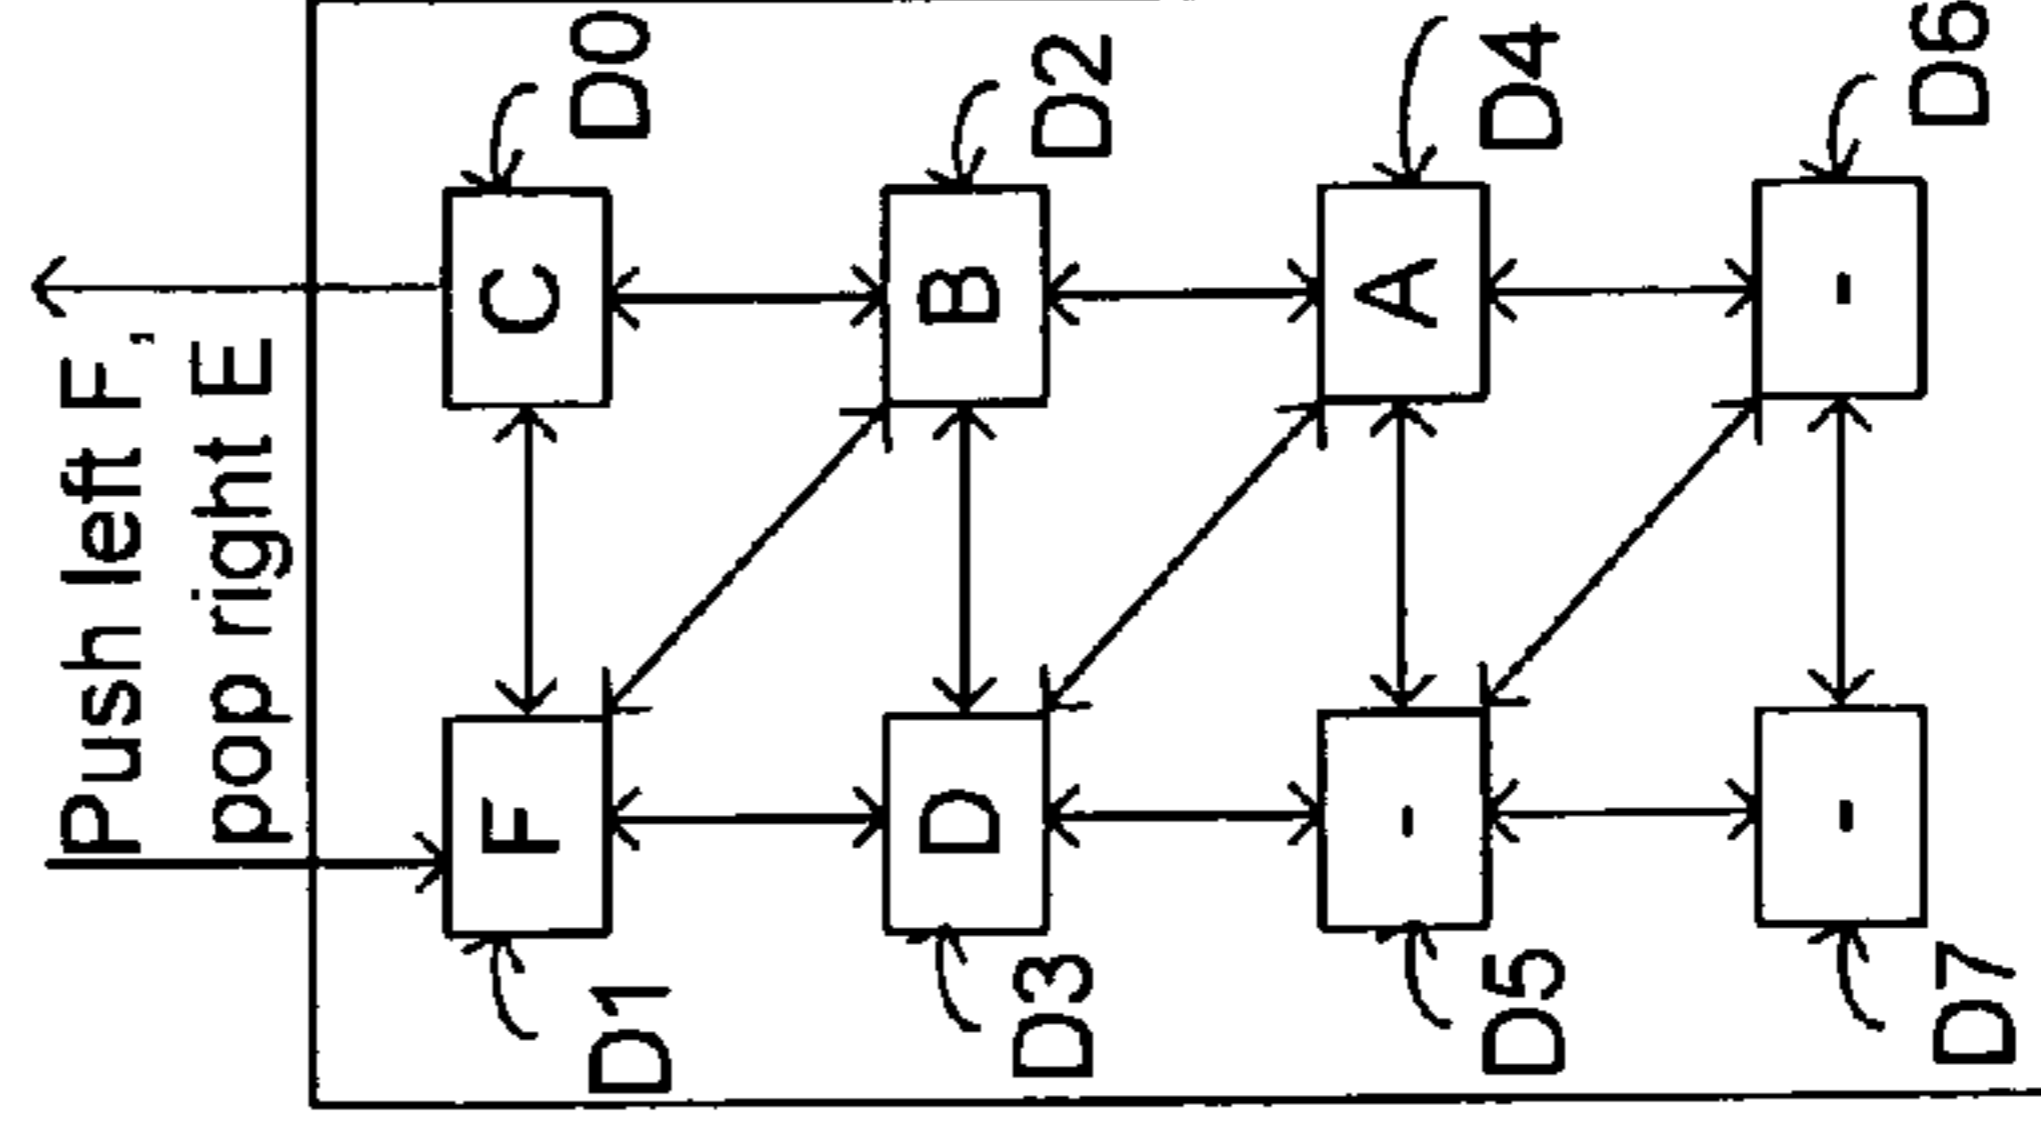 Push left F,
pop right E
F C
D1 D0
D B
D3 D2
- A
D5 D4
- -
D7 D6